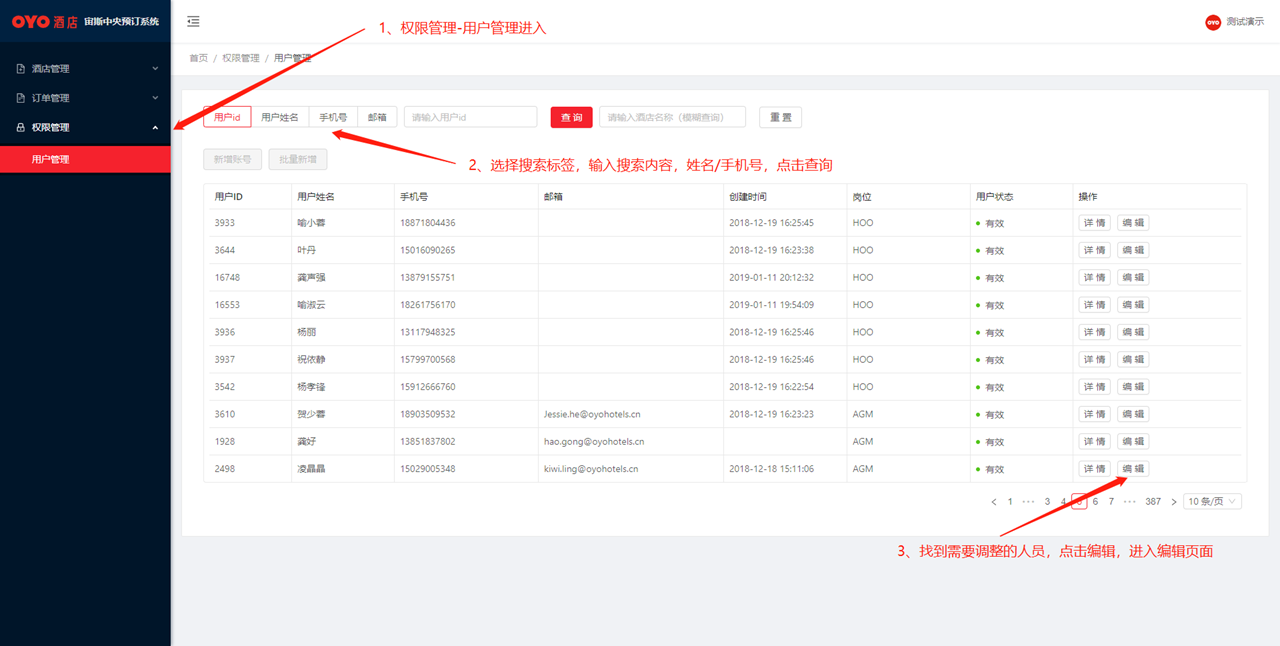 OYO 酒店 宙斯中央预订系统
1、权限管理-用户管理进入
测试演示
首页 / 权限管理 / 用户管理
酒店管理
订单管理
权限管理
用户管理
用户id 用户姓名 手机号 邮箱 请输入用户id 查 询 请输入酒店名称（模糊查询） 重 置
新增账号 批量新增
2、选择搜索标签，输入搜索内容，姓名/手机号，点击查询
用户ID 用户姓名 手机号 邮箱 创建时间 岗位 用户状态 操作
3933 喻小蓉 18871804436 2018-12-19 16:25:45 HOO 有效 详 情 编 辑
3644 叶丹 15016090265 2018-12-19 16:23:38 HOO 有效 详 情 编 辑
16748 龚声强 13879155751 2019-01-11 20:12:32 HOO 有效 详 情 编 辑
16553 喻淑云 18261756170 2019-01-11 19:54:09 HOO 有效 详 情 编 辑
3936 杨丽 13117948325 2018-12-19 16:25:46 HOO 有效 详 情 编 辑
3937 祝依静 15799700568 2018-12-19 16:25:46 HOO 有效 详 情 编 辑
3542 杨孝锋 15912666760 2018-12-19 16:22:54 HOO 有效 详 情 编 辑
3610 贺少蓉 18903509532 Jessie.he@oyohotels.cn 2018-12-19 16:23:23 AGM 有效 详 情 编 辑
1928 龚好 13851837802 hao.gong@oyohotels.cn AGM 有效 详 情 编 辑
2498 凌晶晶 15029005348 kiwi.ling@oyohotels.cn 2018-12-18 15:11:06 AGM 有效 详 情 编 辑
1 ··· 3 4 5 6 7 ··· 387 10 条/页
3、找到需要调整的人员，点击编辑，进入编辑页面